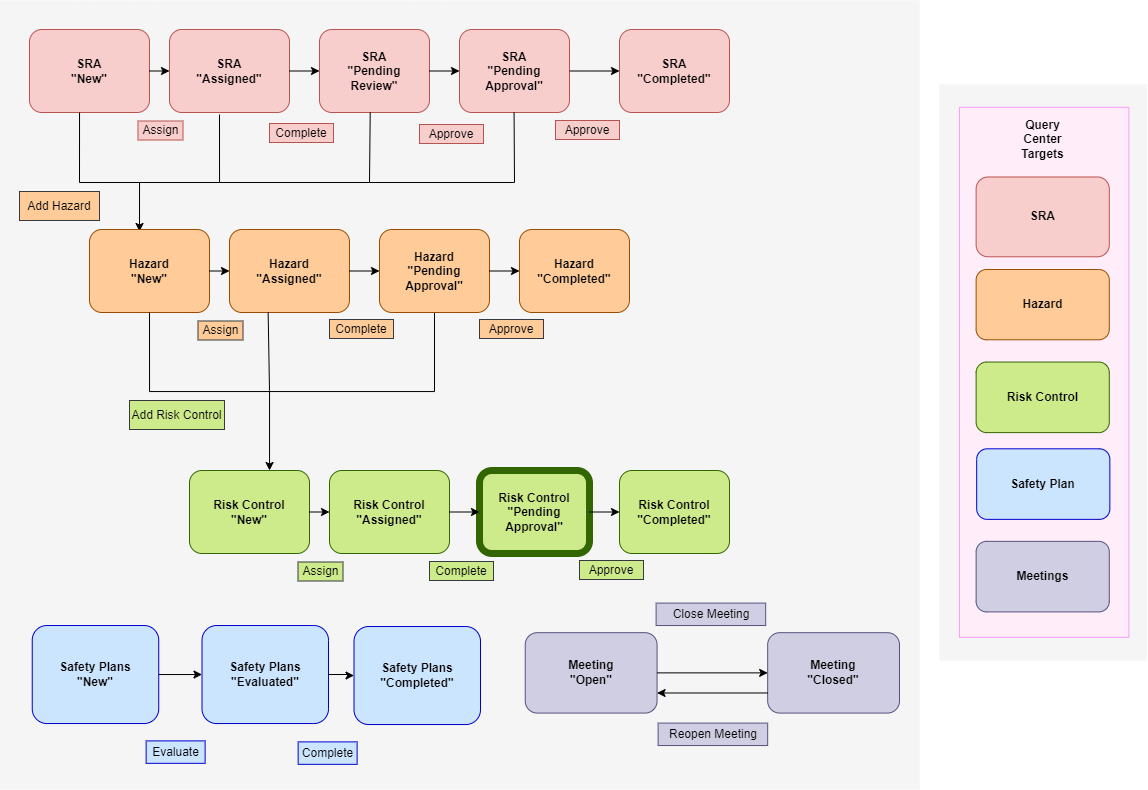 SRA
"New"
SRA
"Assigned"
SRA
"Pending
Review"
SRA
"Pending
Approval"
SRA
"Completed"
Assign
Complete
Approve
Approve
Add Hazard
Hazard
"New"
Hazard
"Assigned"
Hazard
"Pending
Approval"
Hazard
"Completed"
Assign
Complete
Approve
Add Risk Control
Risk Control
"New"
Risk Control
"Assigned"
Risk Control
"Pending
Approval"
Risk Control
"Completed"
Assign
Complete
Approve
Safety Plans
"New"
Safety Plans
"Evaluated"
Safety Plans
"Completed"
Evaluate
Complete
Close Meeting
Meeting
"Open"
Meeting
"Closed"
Reopen Meeting
Query
Center
Targets
SRA
Hazard
Risk Control
Safety Plan
Meetings